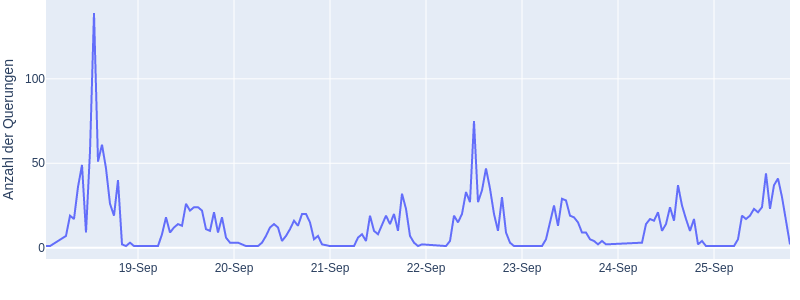 Anzahl der Querungen
100
50
0
19-Sep
20-Sep
21-Sep
22-Sep
23-Sep
24-Sep
25-Sep